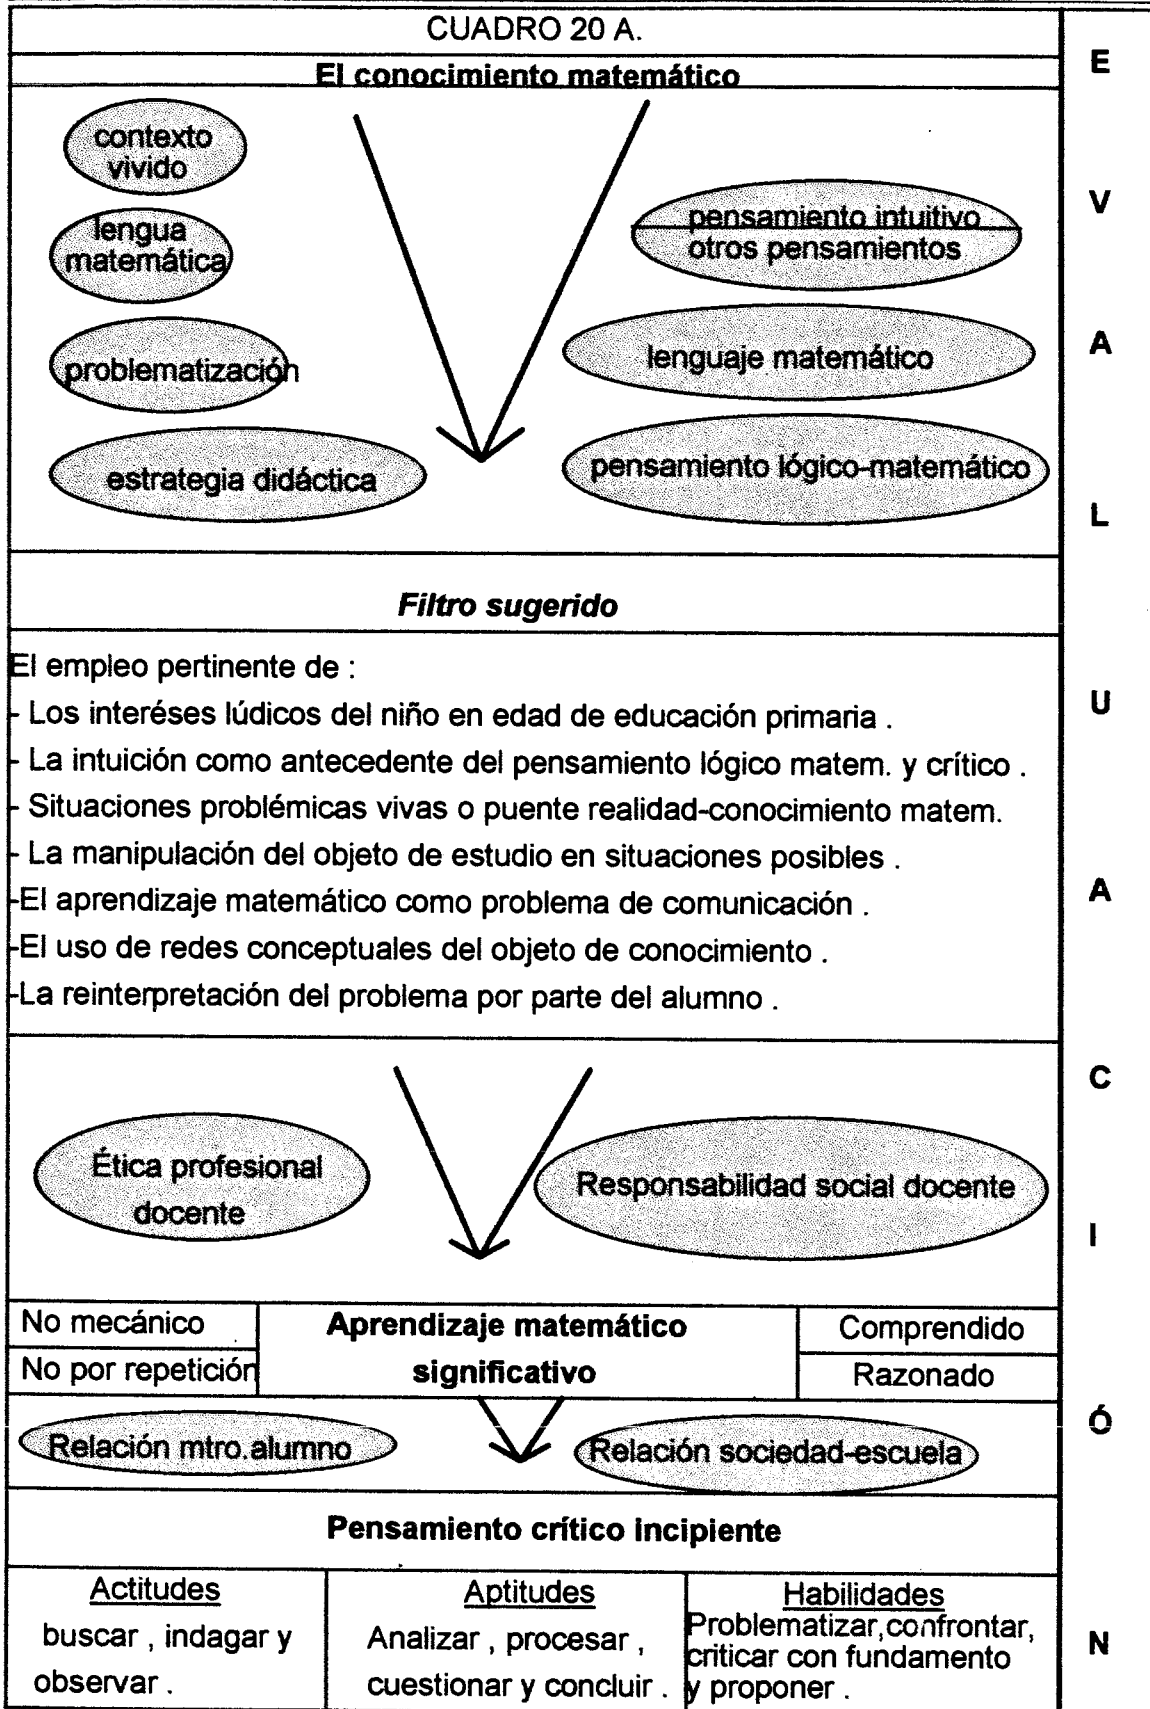 CUADRO 20 A.
El conocimiento matemático
contexto
vivido
lengua
matemática
problematización
estrategia didáctica
pensamiento intuitivo
otros pensamientos
lenguaje matemático
pensamiento lógico-matemático
Filtro sugerido
El empleo pertinente de :
- Los interéses lúdicos del niño en edad de educación primaria .
- La intuición como antecedente del pensamiento lógico matem. y crítico .
- Situaciones problémicas vivas o puente realidad-conocimiento matem.
- La manipulación del objeto de estudio en situaciones posibles .
-El aprendizaje matemático como problema de comunicación .
-El uso de redes conceptuales del objeto de conocimiento .
-La reinterpretación del problema por parte del alumno .
Ética profesional
docente
Responsabilidad social docente
No mecánico
No por repetición
Aprendizaje matemático
significativo
Comprendido
Razonado
Relación mtro.alumno
Relación sociedad-escuela
Pensamiento crítico incipiente
Actitudes
buscar , indagar y
observar .
Aptitudes
Analizar , procesar ,
cuestionar y concluir .
Habilidades
Problematizar,confrontar,
criticar con fundamento
y proponer .
E
V
A
L
U
A
C
I
Ó
N